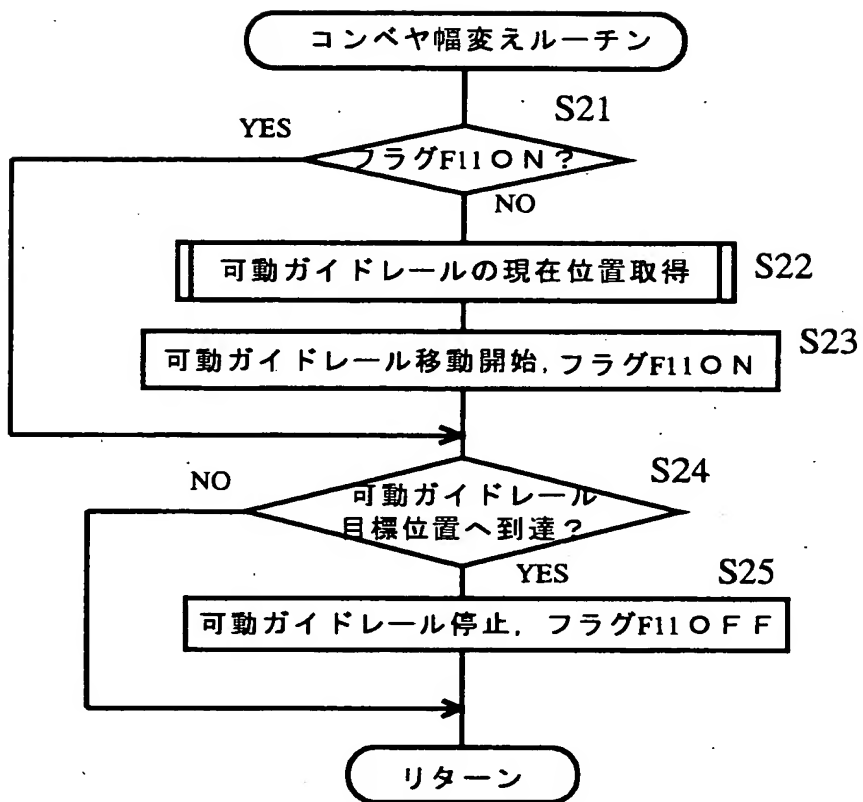 コンベヤ幅変えルーチン
S21
YES
フラグF11ON?
NO
可動ガイドレールの現在位置取得
S22
S23
可動ガイドレール移動開始,フラグF11ON
S24
NO
可動ガイドレール
目標位置へ到達?
YES
S25
可動ガイドレール停止,フラグF11OFF
リターン